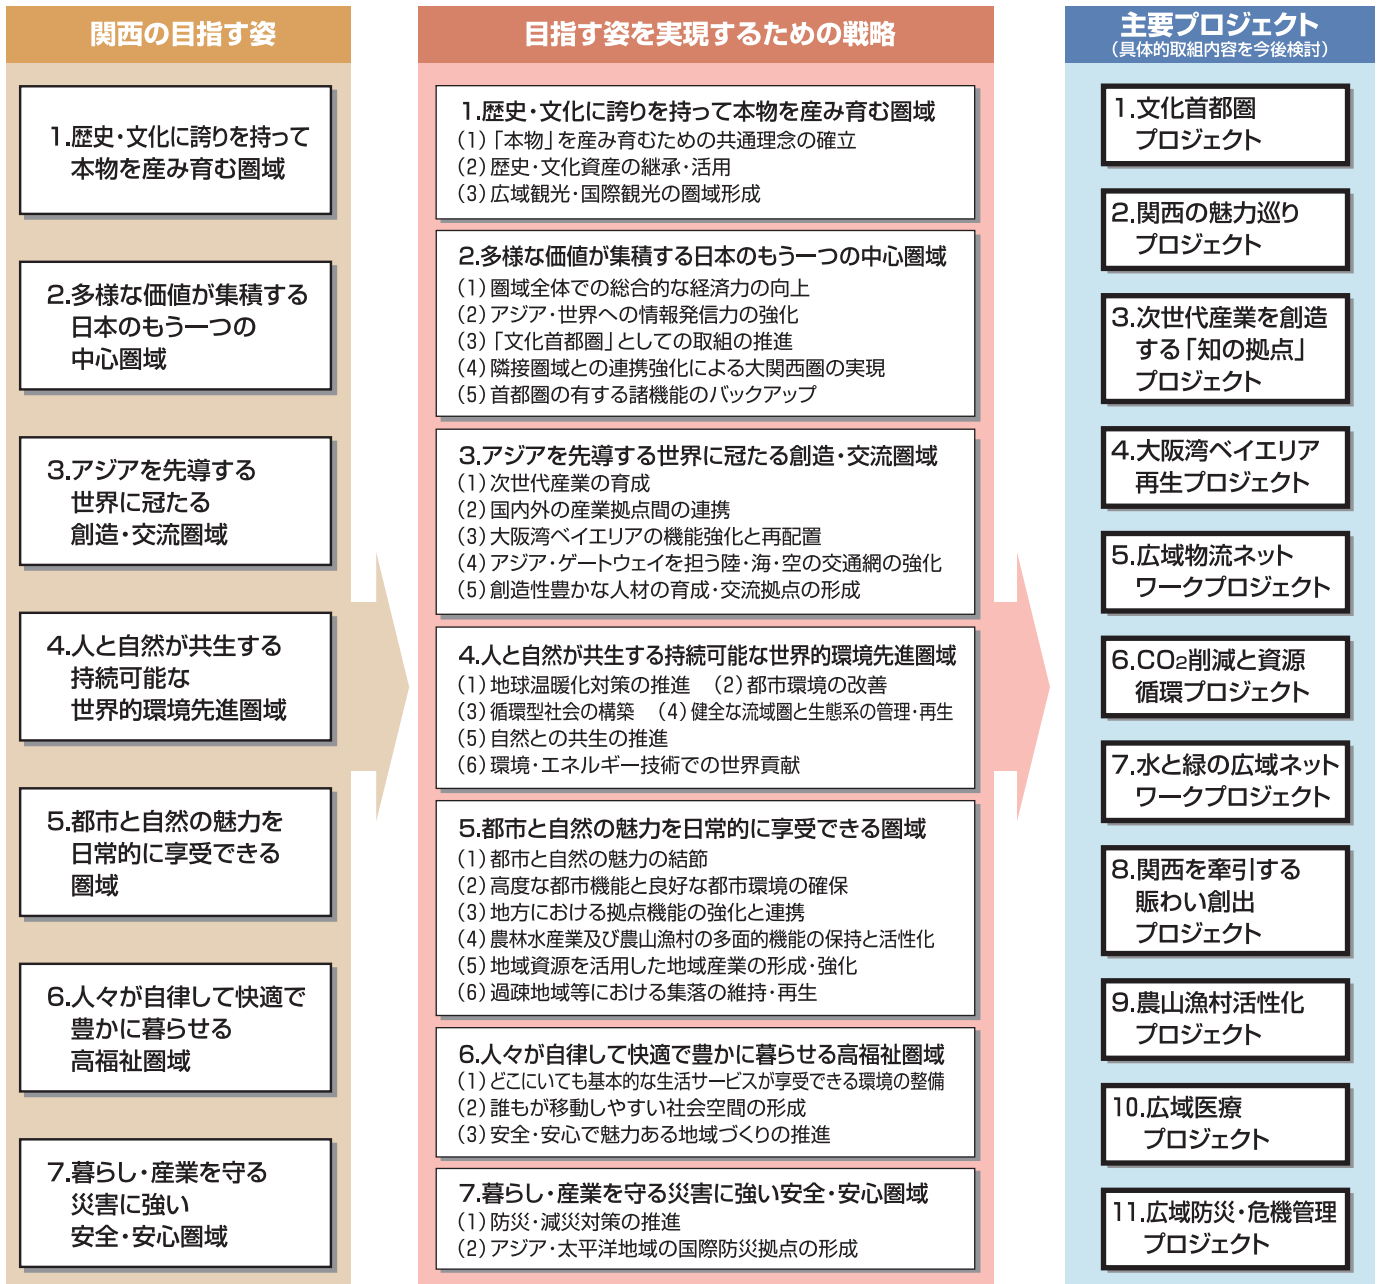 関西の目指す姿
1.歴史・文化に誇りを持って
本物を産み育む圏域
2.多様な価値が集積する
日本のもう一つの
中心圏域
3.アジアを先導する
世界に冠たる
創造・交流圏域
4.人と自然が共生する
持続可能な
世界的環境先進圏域
5.都市と自然の魅力を
日常的に享受できる
圏域
6.人々が自律して快適で
豊かに暮らせる
高福祉圏域
7.暮らし・産業を守る
災害に強い
安全・安心圏域
目指す姿を実現するための戦略
1.歴史・文化に誇りを持って本物を産み育む圏域
(1)「本物」を産み育むための共通理念の確立
(2)歴史・文化資産の継承・活用
(3)広域観光・国際観光の圏域形成
2.多様な価値が集積する日本のもう一つの中心圏域
(1)圏域全体での総合的な経済力の向上
(2)アジア・世界への情報発信力の強化
(3)「文化首都圏」としての取組の推進
(4)隣接圏域との連携強化による大関西圏の実現
(5)首都圏の有する諸機能のバックアップ
3.アジアを先導する世界に冠たる創造・交流圏域
(1)次世代産業の育成
(2)国内外の産業拠点間の連携
(3)大阪湾ベイエリアの機能強化と再配置
(4)アジア・ゲートウェイを担う陸・海・空の交通網の強化
(5)創造性豊かな人材の育成・交流拠点の形成
4.人と自然が共生する持続可能な世界的環境先進圏域
(1)地球温暖化対策の推進 (2)都市環境の改善
(3)循環型社会の構築 (4)健全な流域圏と生態系の管理・再生
(5)自然との共生の推進
(6)環境・エネルギー技術での世界貢献
5.都市と自然の魅力を日常的に享受できる圏域
(1)都市と自然の魅力の結節
(2)高度な都市機能と良好な都市環境の確保
(3)地方における拠点機能の強化と連携
(4)農林水産業及び農山漁村の多面的機能の保持と活性化
(5)地域資源を活用した地域産業の形成・強化
(6)過疎地域等における集落の維持・再生
6.人々が自律して快適で豊かに暮らせる高福祉圏域
(1)どこにいても基本的な生活サービスが享受できる環境の整備
(2)誰もが移動しやすい社会空間の形成
(3)安全・安心で魅力ある地域づくりの推進
7.暮らし・産業を守る災害に強い安全・安心圏域
(1)防災・減災対策の推進
(2)アジア・太平洋地域の国際防災拠点の形成
主要プロジェクト
(具体的取組内容を今後検討)
1.文化首都圏
プロジェクト
2.関西の魅力巡り
プロジェクト
3.次世代産業を創造
する「知の拠点」
プロジェクト
4.大阪湾ベイエリア
再生プロジェクト
5.広域物流ネット
ワークプロジェクト
6.CO₂削減と資源
循環プロジェクト
7.水と緑の広域ネット
ワークプロジェクト
8.関西を牽引する
賑わい創出
プロジェクト
9.農山漁村活性化
プロジェクト
10.広域医療
プロジェクト
11.広域防災・危機管理
プロジェクト